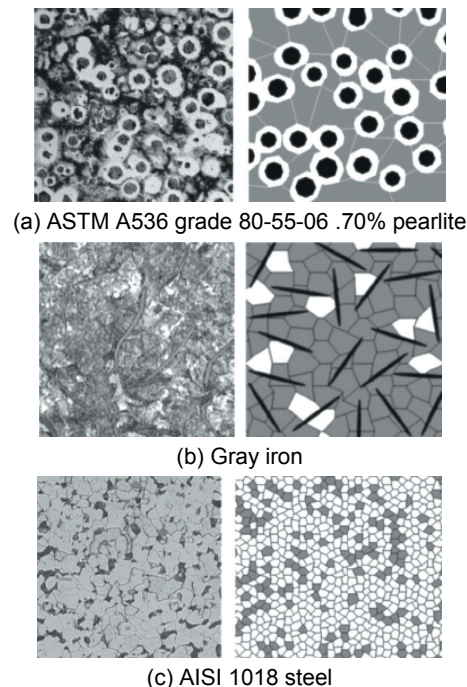 (a) ASTM A536 grade 80-55-06 .70% pearlite
(b) Gray iron
(c) AISI 1018 steel